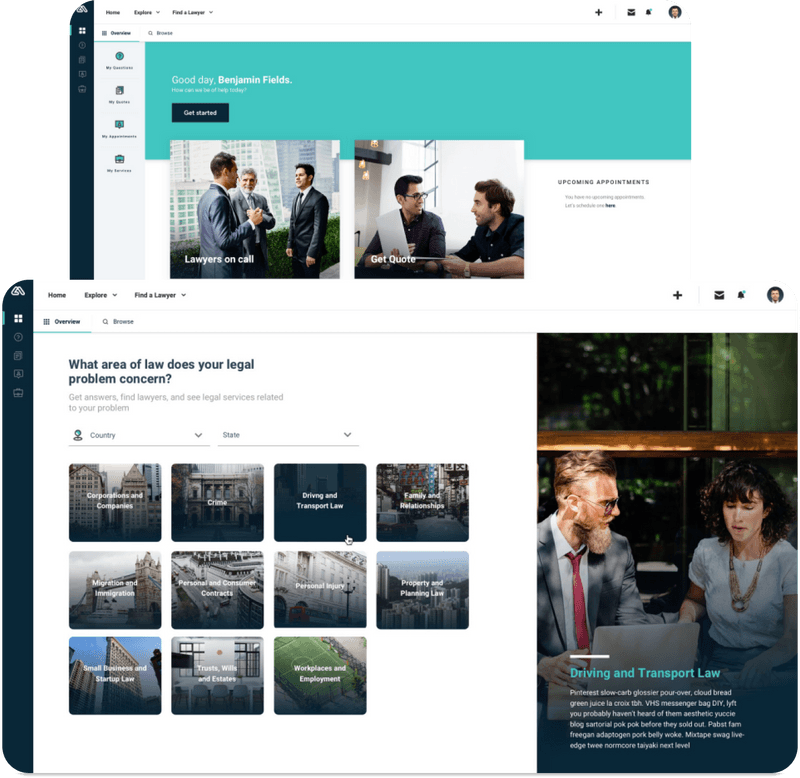 Home Explore Find a Lawyer
Overview Browse
My Questions
My Quotes
My Appointments
My Services
Good day, Benjamin Fields.
How can we be of help today?
Get started
Lawyers on call
Get Quote
UPCOMING APPOINTMENTS
You have no upcoming appointments.
Let's schedule one here.
Home Explore Find a Lawyer
Overview Browse
What area of law does your legal
problem concern?
Get answers, find lawyers, and see legal services related
to your problem
Country State
Corporations and
Companies
Crime
Drivng and
Transport Law
Family and
Relationships
Migration and
Immigration
Personal and Consumer
Contracts
Personal Injury
Property and
Planning Law
Small Business and
Startup Law
Trusts, Wills
and Estates
Workplaces and
Employment
Driving and Transport Law
Pinterest slow-carb glossier pour-over, cloud bread
green juice la croix tbh. VHS messenger bag DIY, lyft
you probably haven't heard of them aesthetic yuccie
blog sartorial pok pok before they sold out. Pabst fam
freegan adaptogen pork belly woke. Mixtape swag live-
edge twee normcore taiyaki next level